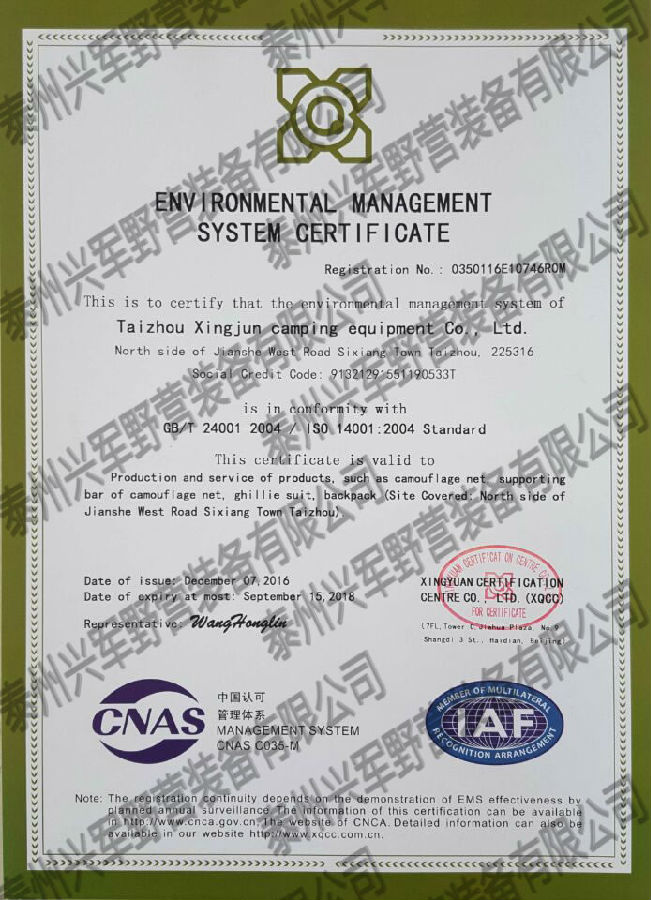 ENVIRONMENTAL MANAGEMENT
SYSTEM CERTIFICATE
Registration No.: 0350116E10746ROM
This is to certify that the environmental management system of
Taizhou Xingjun camping equipment Co., Ltd.
North side of Jianshe West Road Sixiang Town Taizhou, 225316
Social Credit Code: 91321291551190533T
is in conformity with
GB/T 24001 2004 / ISO 14001:2004 Standard
This certificate is valid to
Production and service of products, such as camouflage net, supporting
bar of camouflage net, ghillie suit, backpack (Site Covered: North side of
Jianshe West Road Sixiang Town Taizhou).
Date of issue: December 07,2016
Date of expiry at most: September 15,2018
Representative: WangHonglin
XINGYUAN CERTIFICATION
CENTRE CO., LTD. (XQCC)
17FL, Tower C, Jiahua Plaza, No.9
Shangdi 3 St., Haidian, Beijing)
FOR CERTIFICATE
CNAS
中国认可
管理体系
MANAGEMENT SYSTEM
CNAS C035-M
MEMBER OF MULTILATERAL
IAF
RECOGNITION ARRANGEMENT
Note: The registration continuity depends on the demonstration of EMS effectiveness by
planned annual surveillance. The information of this certification can be available
in http://www.cnca.gov.cn, the website of CNCA. Detailed information can also be
available in our website http://www.xqcc.com.cn.
泰州兴军野营装备有限公司